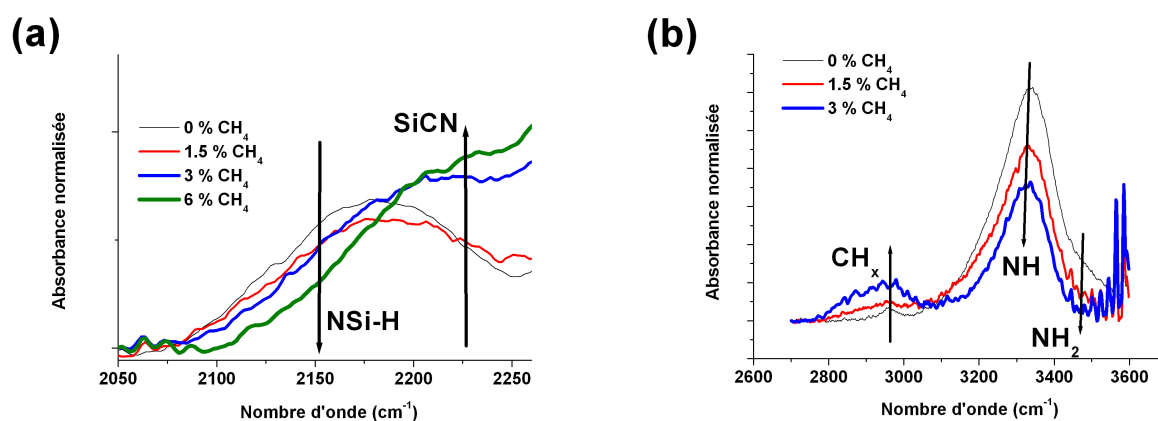 (a)
Absorbance normalisée
0 % CH4
1.5 % CH4
3 % CH4
6 % CH4
SiCN
NSi-H
2050 2100 2150 2200 2250
Nombre d'onde (cm-1)
(b)
Absorbance normalisée
0 % CH4
1.5 % CH4
3 % CH4
CHx
NH
NH2
2600 2800 3000 3200 3400 3600
Nombre d'onde (cm-1)